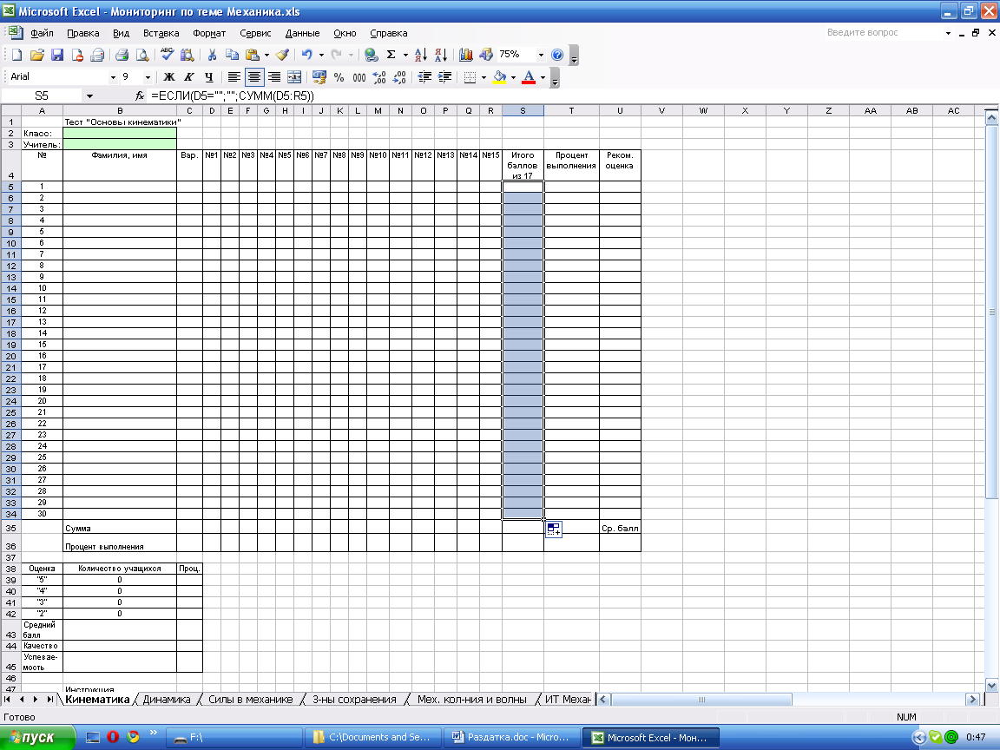 Microsoft Excel - Мониторинг по теме Механика.xls
Файл Правка Вид Вставка Формат Сервис Данные Окно Справка Введите вопрос
75%
Arial 9 Ж К Ч % 000
S5 fx =ЕСЛИ(D5="";"";СУММ(D5:R5))
A B C D E F G H I J K L M N O P Q R S T U V W X Y Z AA AB AC
1 Тест "Основы кинематики"
2 Класс:
3 Учитель:
4 № Фамилия, имя Вар. №1 №2 №3 №4 №5 №6 №7 №8 №9 №10 №11 №12 №13 №14 №15 Итого баллов из 17 Процент выполнения Реком. оценка
5 1
6 2
7 3
8 4
9 5
10 6
11 7
12 8
13 9
14 10
15 11
16 12
17 13
18 14
19 15
20 16
21 17
22 18
23 19
24 20
25 21
26 22
27 23
28 24
29 25
30 26
31 27
32 28
33 29
34 30
35 Сумма Ср. балл
36 Процент выполнения
37
38 Оценка Количество учащихся Проц.
39 "5" 0
40 "4" 0
41 "3" 0
42 "2" 0
43 Средний балл
44 Качество
45 Успевае-мость
46
47 Инструкция
Кинематика Динамика Силы в механике З-ны сохранения Мех. кол-ния и волны ИТ Механ
Готово NUM
пуск F:\ C:\Documents and Se... Раздатка.doc - Micro... Microsoft Excel - Мон... 0:47